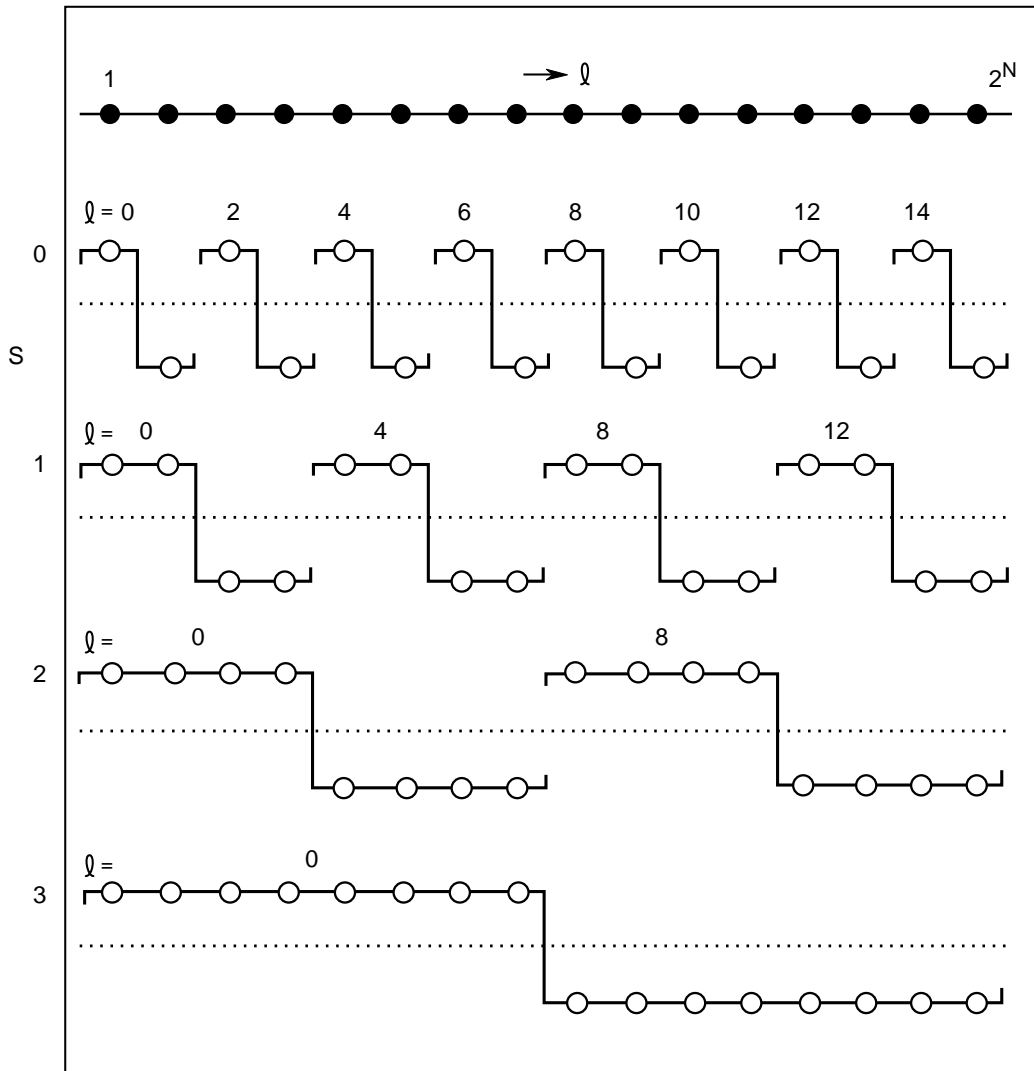 1 → ℓ 2^N
ℓ = 0 2 4 6 8 10 12 14
0
S
ℓ = 0 4 8 12
1
ℓ = 0 8
2
ℓ = 0
3